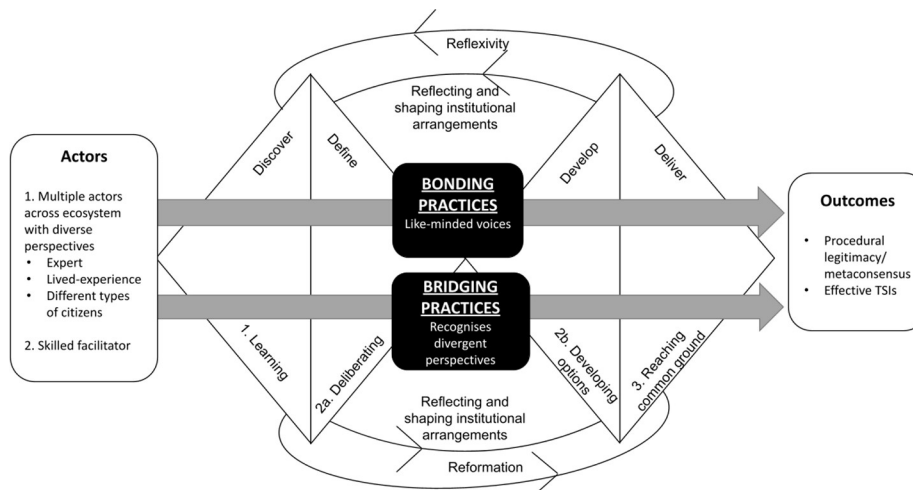 Reflexivity
Reflecting and
shaping institutional
arrangements
Discover
Define
Develop
Deliver
Actors
1. Multiple actors
across ecosystem
with diverse
perspectives
• Expert
• Lived-experience
• Different types
of citizens
2. Skilled facilitator
BONDING
PRACTICES
Like-minded voices
BRIDGING
PRACTICES
Recognises
divergent
perspectives
Outcomes
• Procedural
legitimacy/
metaconsensus
• Effective TSIs
1. Learning
2a. Deliberating
2b. Developing
options
3. Reaching
common ground
Reflecting and
shaping institutional
arrangements
Reformation